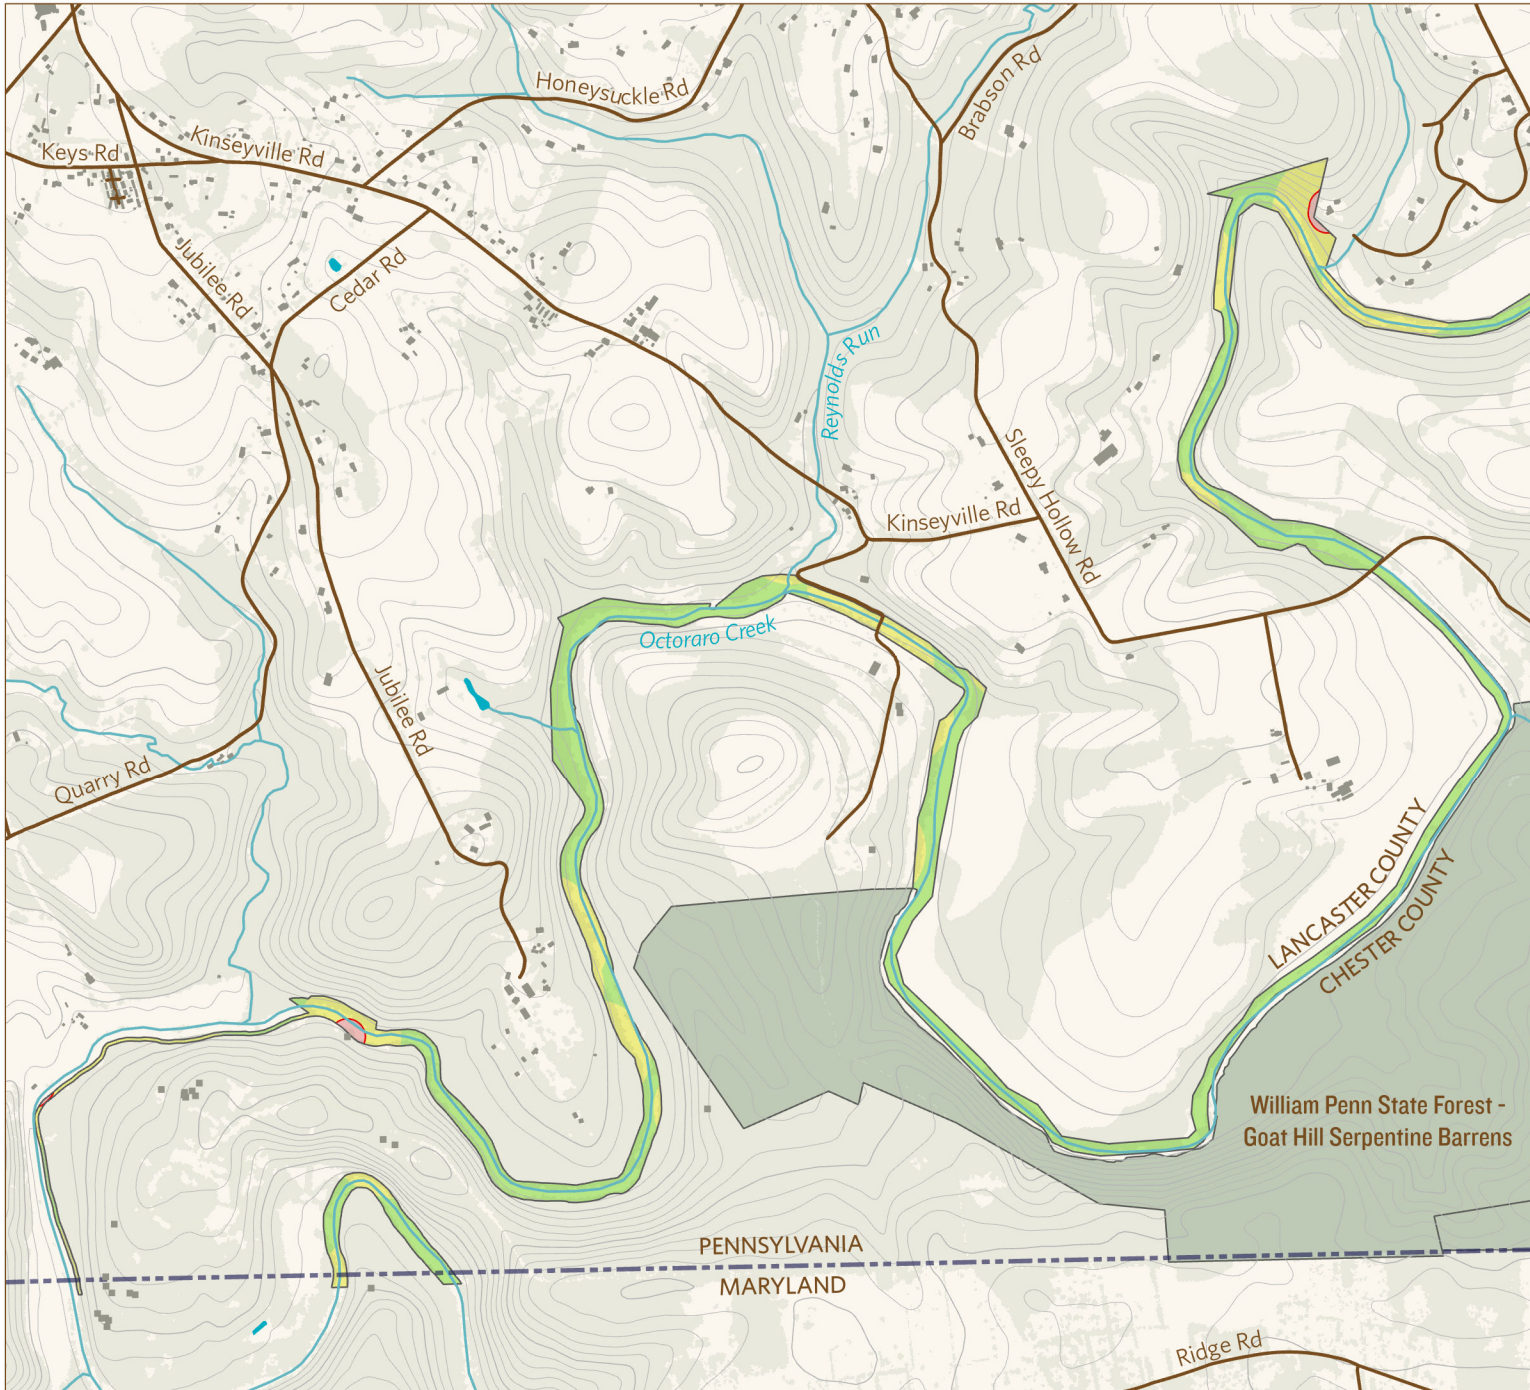 Honeysuckle Rd
Brabson Rd
Kinseyville Rd
Keys Rd
Jubilee Rd
Cedar Rd
Reynolds Run
Sleepy Hollow Rd
Kinseyville Rd
Octoraro Creek
Jubilee Rd
Quarry Rd
LANCASTER COUNTY
CHESTER COUNTY
William Penn State Forest -
Goat Hill Serpentine Barrens
PENNSYLVANIA
MARYLAND
Ridge Rd